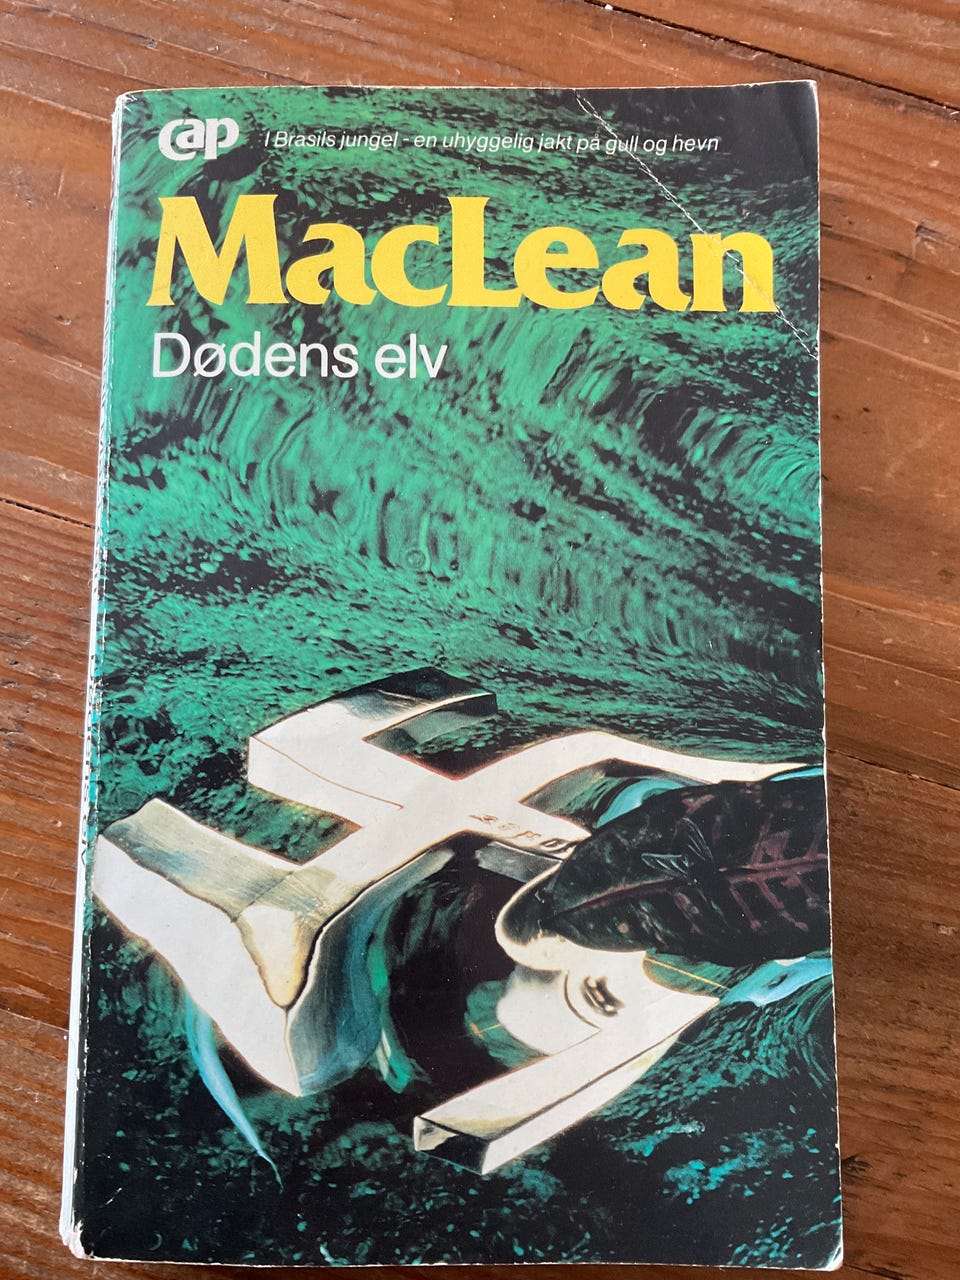 cap
I Brasils jungel - en uhyggelig jakt på gull og hevn
MacLean
Dødens elv